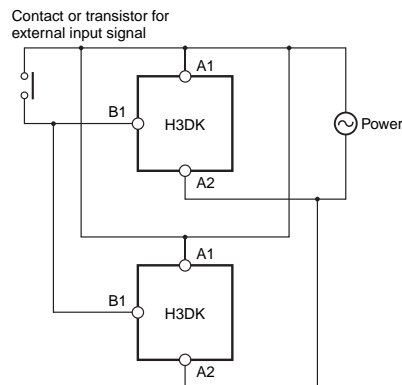 Contact or transistor for
external input signal
A1
B1
H3DK
Power
A2
A1
B1
H3DK
A2